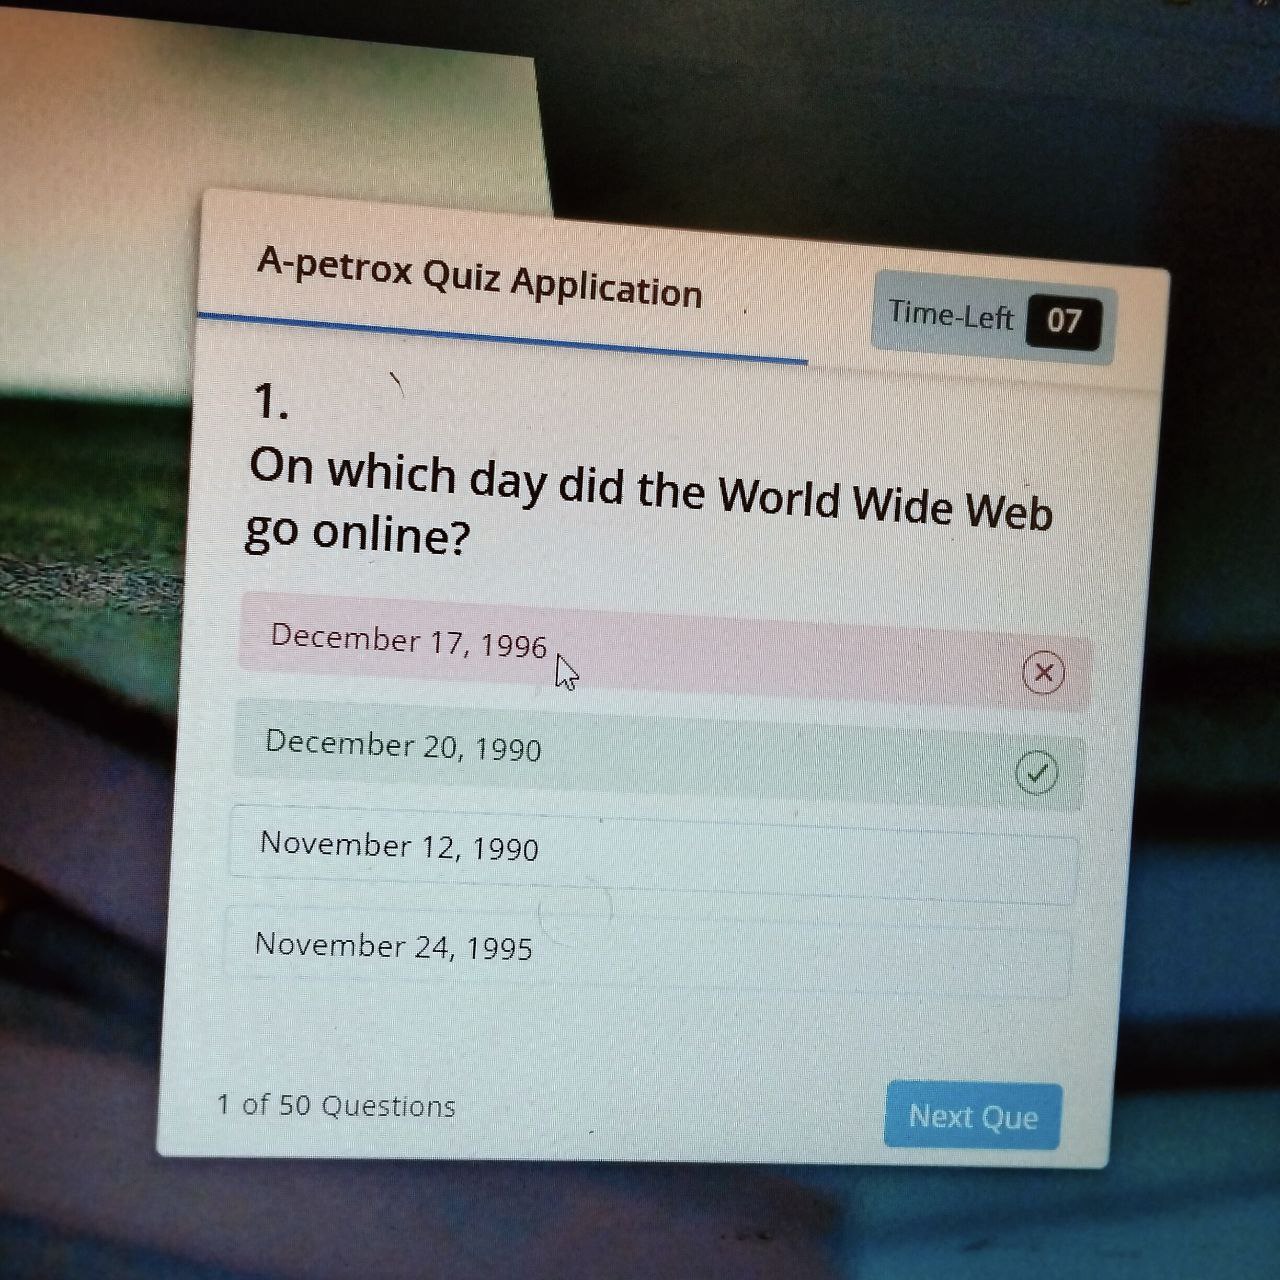 A-petrox Quiz Application
Time-Left 07
1.
On which day did the World Wide Web
go online?
December 17, 1996
December 20, 1990
November 12, 1990
November 24, 1995
1 of 50 Questions
Next Que